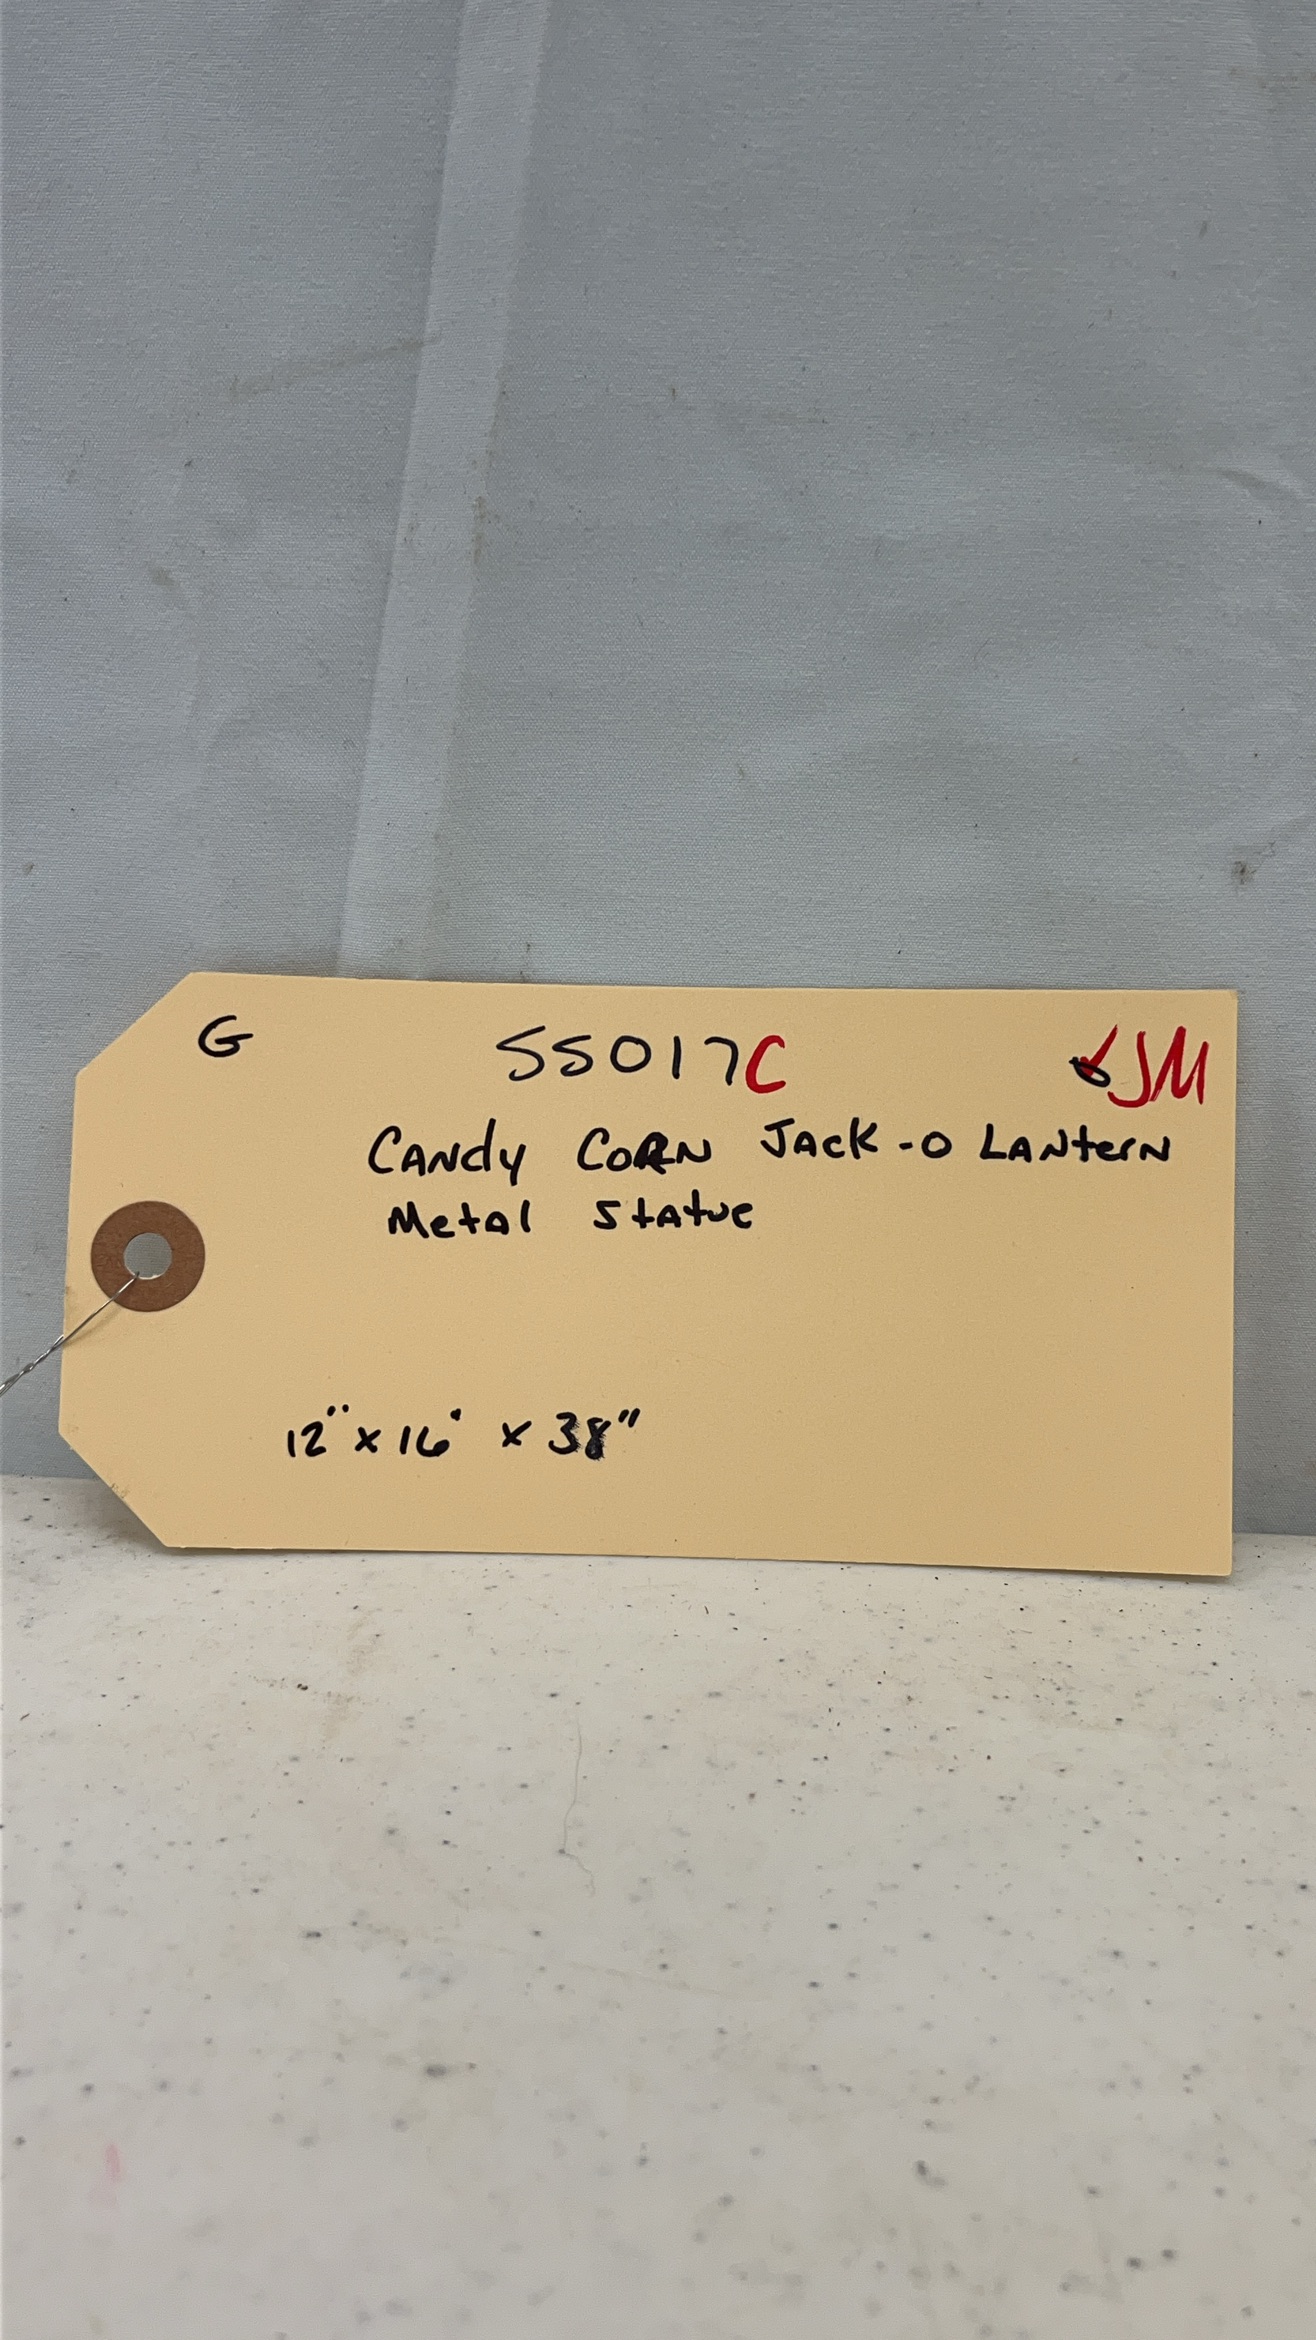 G 55017C JM
CANDY CORN JACK-O LANTERN
Metal Statue
12" x 16" x 38"